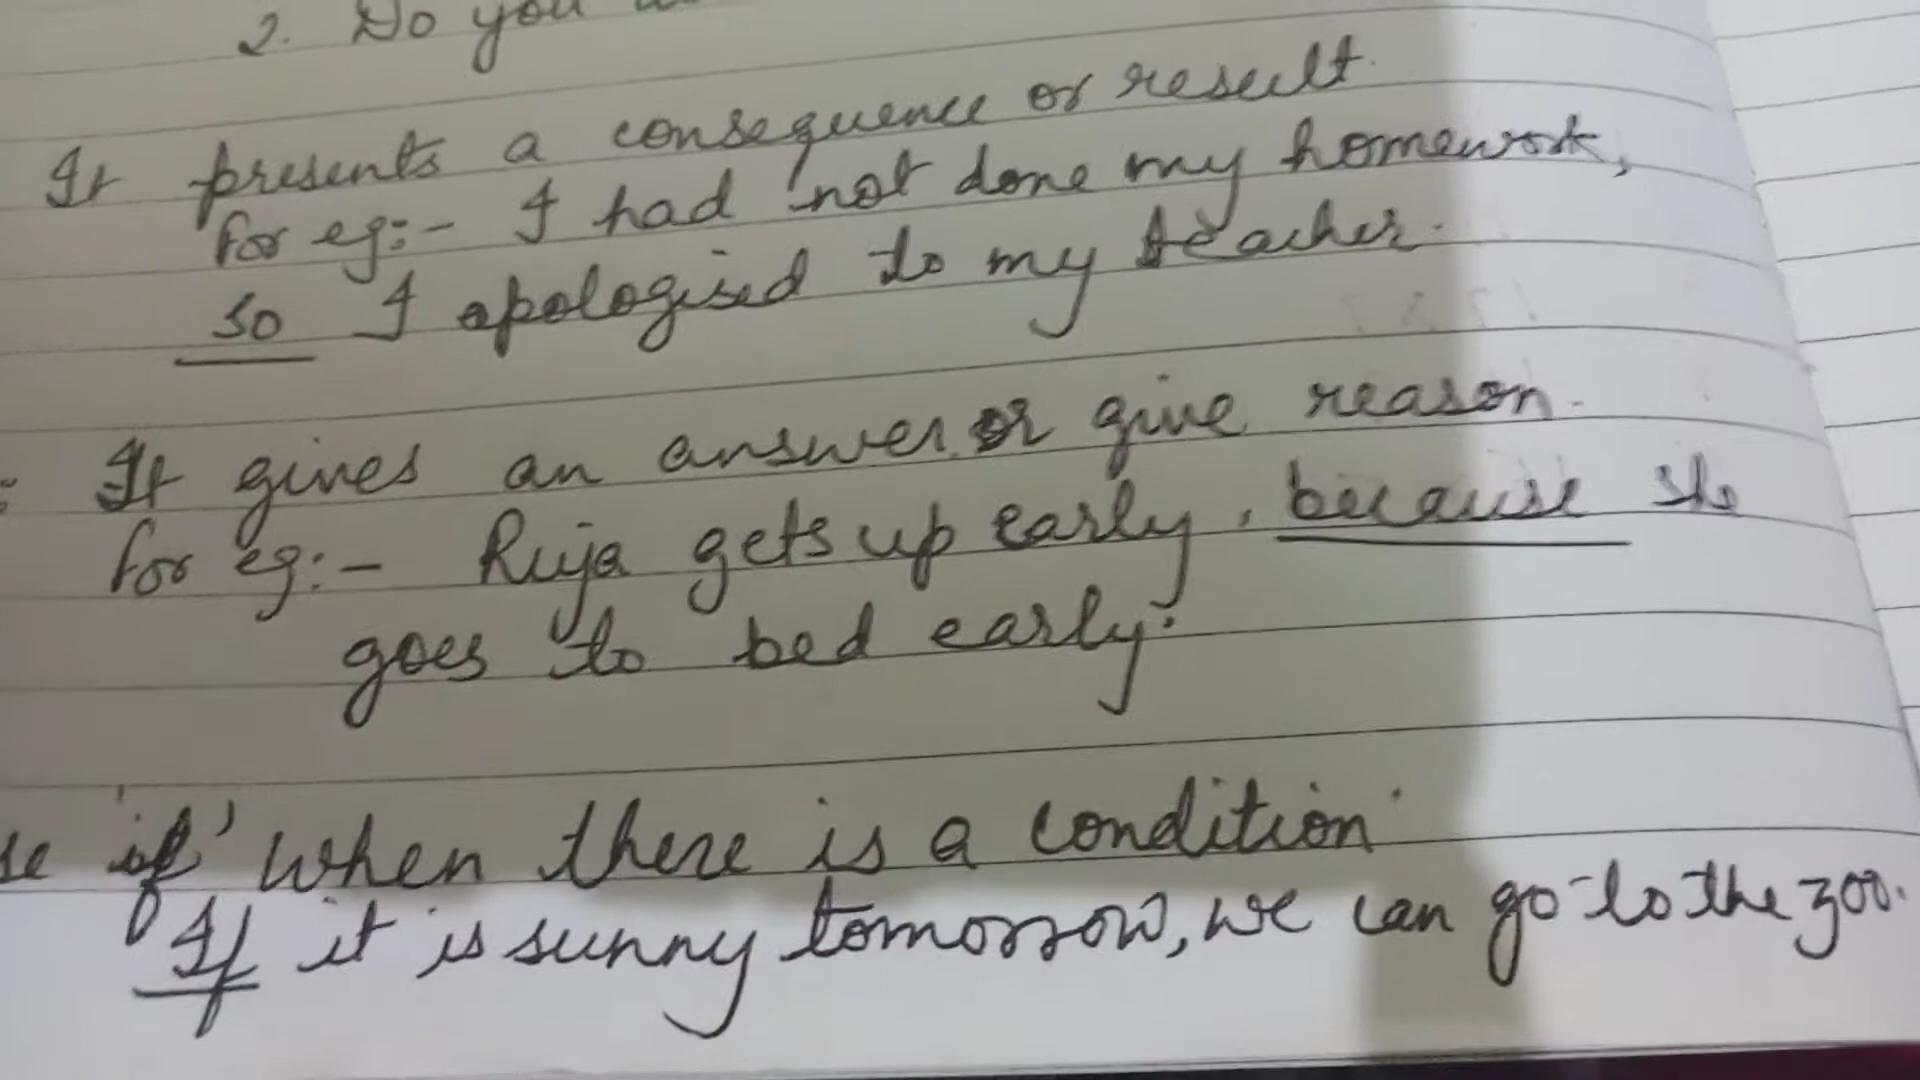 2. Do you
It presents a consequence or result.
for eg:- I had not done my homework,
so I apologised to my teacher.
: It gives an answer or give reason.
for eg:- Ruja gets up early, because she
goes to bed early.
se 'if' when there is a condition
If it is sunny tomorrow, we can go to the zoo.